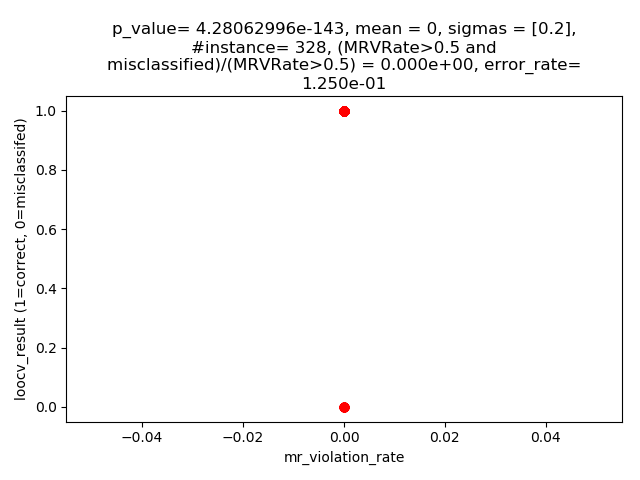 p_value= 4.28062996e-143, mean = 0, sigmas = [0.2],
#instance= 328, (MRVRate>0.5 and
misclassified)/(MRVRate>0.5) = 0.000e+00, error_rate=
1.250e-01
1.0
0.8
0.6
0.4
0.2
0.0
loocv_result (1=correct, 0=misclassifed)
−0.04
−0.02
0.00
0.02
0.04
mr_violation_rate